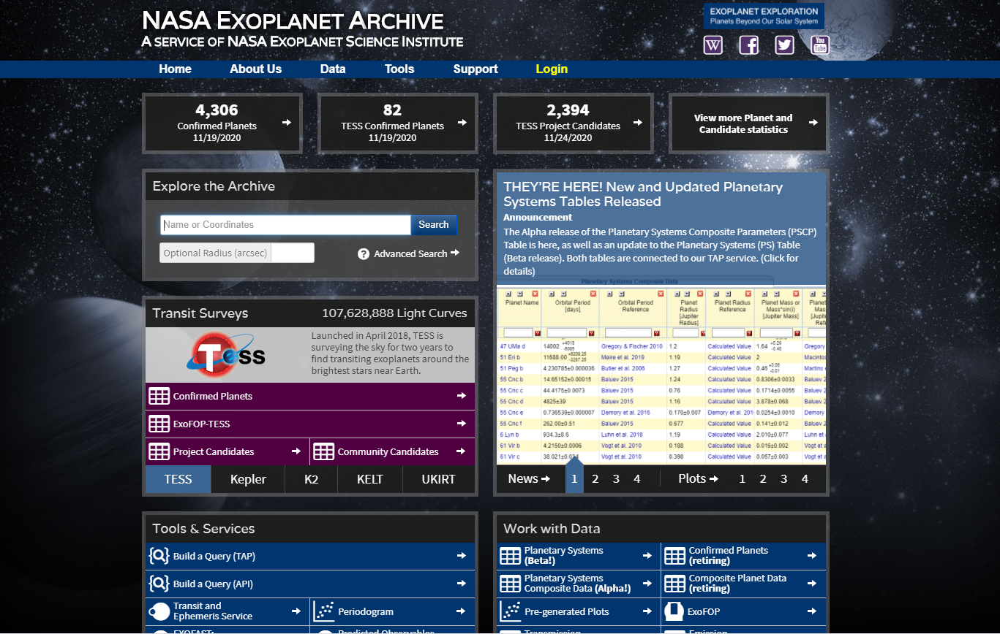 NASA Exoplanet Archive
A service of NASA Exoplanet Science Institute
EXOPLANET EXPLORATION
Planets Beyond Our Solar System
W
You
Tube
Home About Us Data Tools Support Login
4,306
Confirmed Planets
11/19/2020
82
TESS Confirmed Planets
11/19/2020
2,394
TESS Project Candidates
11/24/2020
View more Planet and
Candidate statistics
Explore the Archive
Name or Coordinates Search
Optional Radius (arcsec) ? Advanced Search
THEY'RE HERE! New and Updated Planetary
Systems Tables Released
Announcement
The Alpha release of the Planetary Systems Composite Parameters (PSCP)
Table is here, as well as an update to the Planetary Systems (PS) Table
(Beta release). Both tables are connected to our TAP service. (Click for
details)
Planetary Systems Composite Data
Planet Name
Orbital Period
[days]
Orbital Period
Reference
Planet
Radius
[Jupiter
Radius]
Planet Radius
Reference
Planet Mass or
Mass*sin(i)
[Jupiter Mass]
47 UMa d 14002 Gregory & Fischer 2010 1.2 Calculated Value 1.64 Gregory
51 Eri b 11688.00 Maire et al. 2019 1.19 Calculated Value 2 Macintos
51 Peg b 4.230785±0.000036 Butler et al. 2006 1.27 Calculated Value 0.46 Martins
55 Cnc b 14.65152±0.00015 Baluev 2015 1.24 Calculated Value 0.8306±0.0033 Baluev 2
55 Cnc c 44.4175±0.0073 Baluev 2015 0.76 Calculated Value 0.1714±0.0055 Baluev 2
55 Cnc d 4825±39 Baluev 2015 1.16 Calculated Value 3.878±0.068 Baluev 2
55 Cnc e 0.736539±0.000007 Demory et al. 2016 0.170±0.007 Demory et al. 201 0.0254±0.0010 Demory
55 Cnc f 262.00±0.51 Baluev 2015 0.677 Calculated Value 0.141±0.012 Baluev 2
6 Lyn b 934.3±8.6 Luhn et al. 2018 1.19 Calculated Value 2.010±0.077 Luhn et
61 Vir b 4.2150±0.0006 Vogt et al. 2010 0.188 Calculated Value 0.016±0.002 Vogt et
61 Vir c 38.021±0.034 Vogt et al. 2010 0.398 Calculated Value 0.057±0.003 Vogt et
News 1 2 3 4 Plots 1 2 3 4
Transit Surveys 107,628,888 Light Curves
Tess
Launched in April 2018, TESS is
surveying the sky for two years to
find transiting exoplanets around the
brightest stars near Earth.
Confirmed Planets
ExoFOP-TESS
Project Candidates Community Candidates
TESS Kepler K2 KELT UKIRT
Tools & Services
Build a Query (TAP)
Build a Query (API)
Transit and
Ephemeris Service
Periodogram
EXOFAST:
Predicted Observables
Work with Data
Planetary Systems
(Beta!)
Confirmed Planets
(retiring)
Planetary Systems
Composite Data (Alpha!)
Composite Planet Data
(retiring)
Pre-generated Plots
ExoFOP
Transmission
Emission